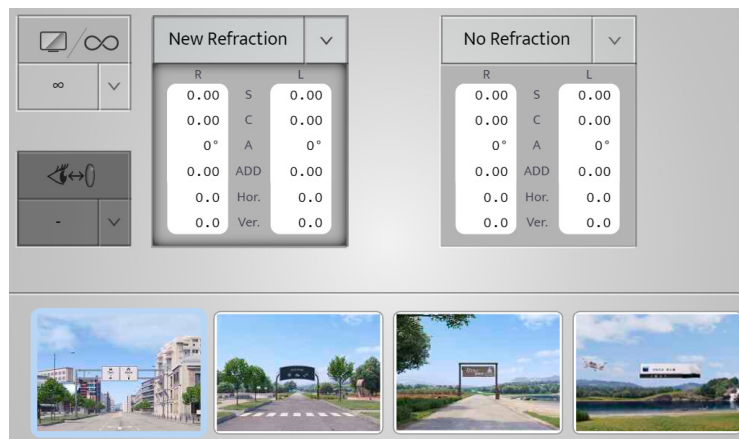 ∞
∞
-
New Refraction
R L
0.00 S 0.00
0.00 C 0.00
0° A 0°
0.00 ADD 0.00
0.0 Hor. 0.0
0.0 Ver. 0.0
No Refraction
R L
0.00 S 0.00
0.00 C 0.00
0° A 0°
0.00 ADD 0.00
0.0 Hor. 0.0
0.0 Ver. 0.0